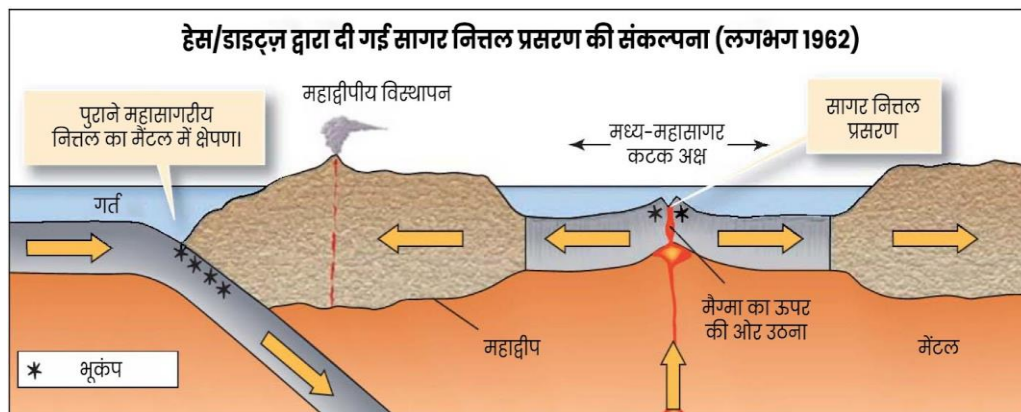 हेस/डाइट्ज़ द्वारा दी गई सागर नित्तल प्रसरण की संकल्पना (लगभग 1962)
महाद्वीपीय विस्थापन
पुराने महासागरीय
नित्तल का मैंटल में क्षेपण।
सागर नित्तल
प्रसरण
मध्य-महासागर
कटक अक्ष
गर्त
मैग्मा का ऊपर
की ओर उठना
महाद्वीप
मेंटल
भूकंप